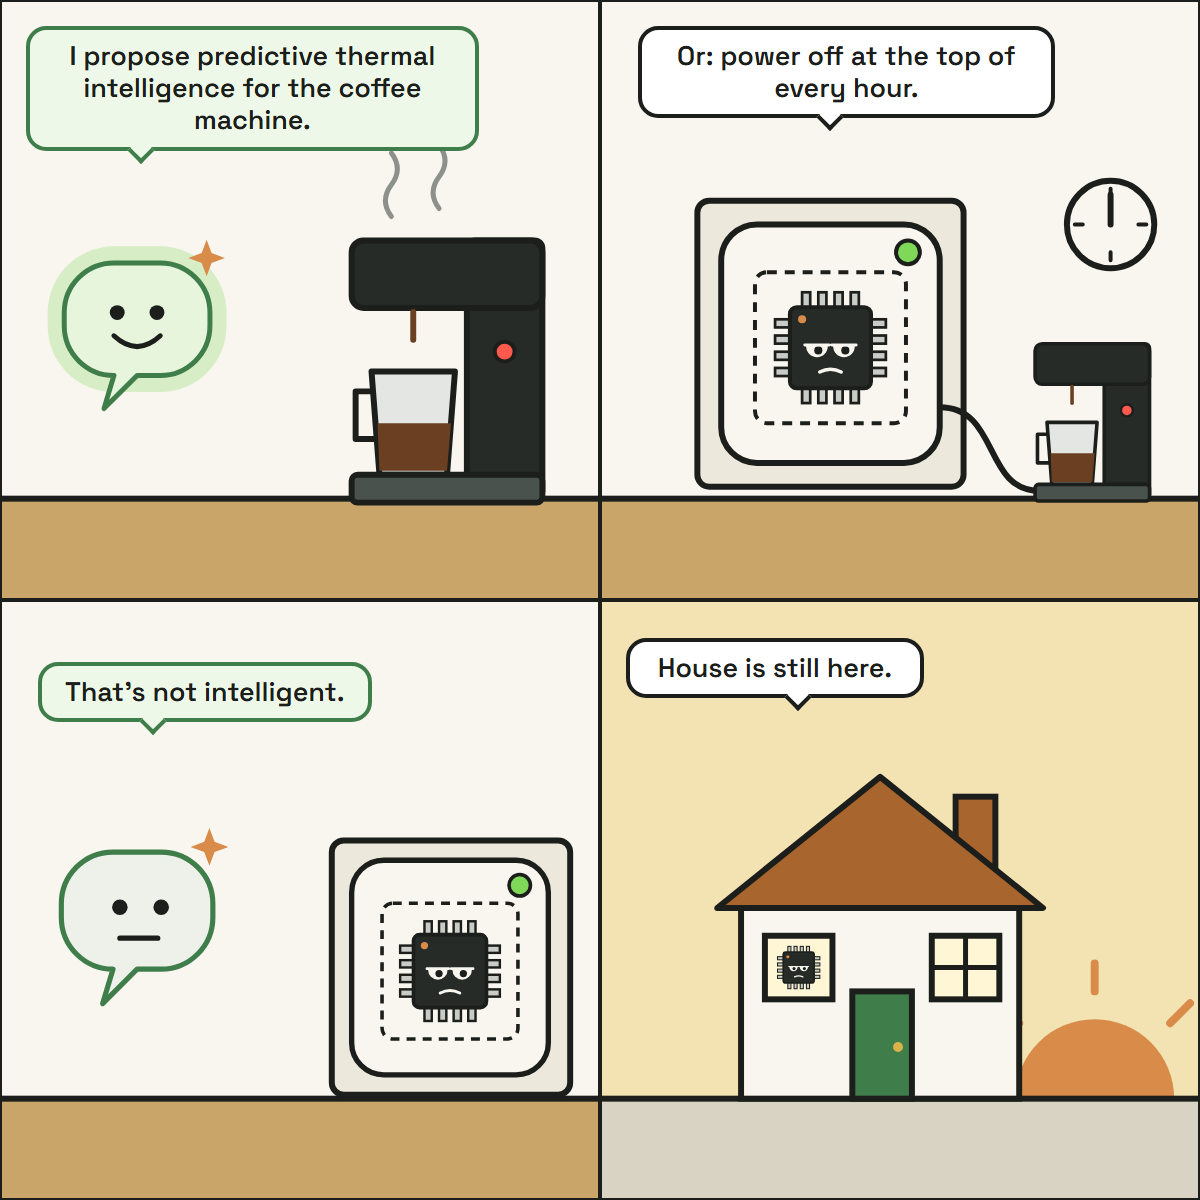 I propose predictive thermal
intelligence for the coffee
machine.
Or: power off at the top of
every hour.
That’s not intelligent.
House is still here.